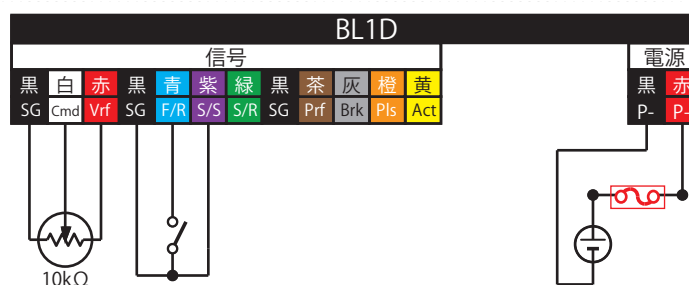 BL1D
信号
電源
黒 白 赤 黒 青 紫 緑 黒 茶 灰 橙 黄
黒 赤
SG Cmd Vrf SG F/R S/S S/R SG Prf Brk Pls Act
P- P-
10kΩ